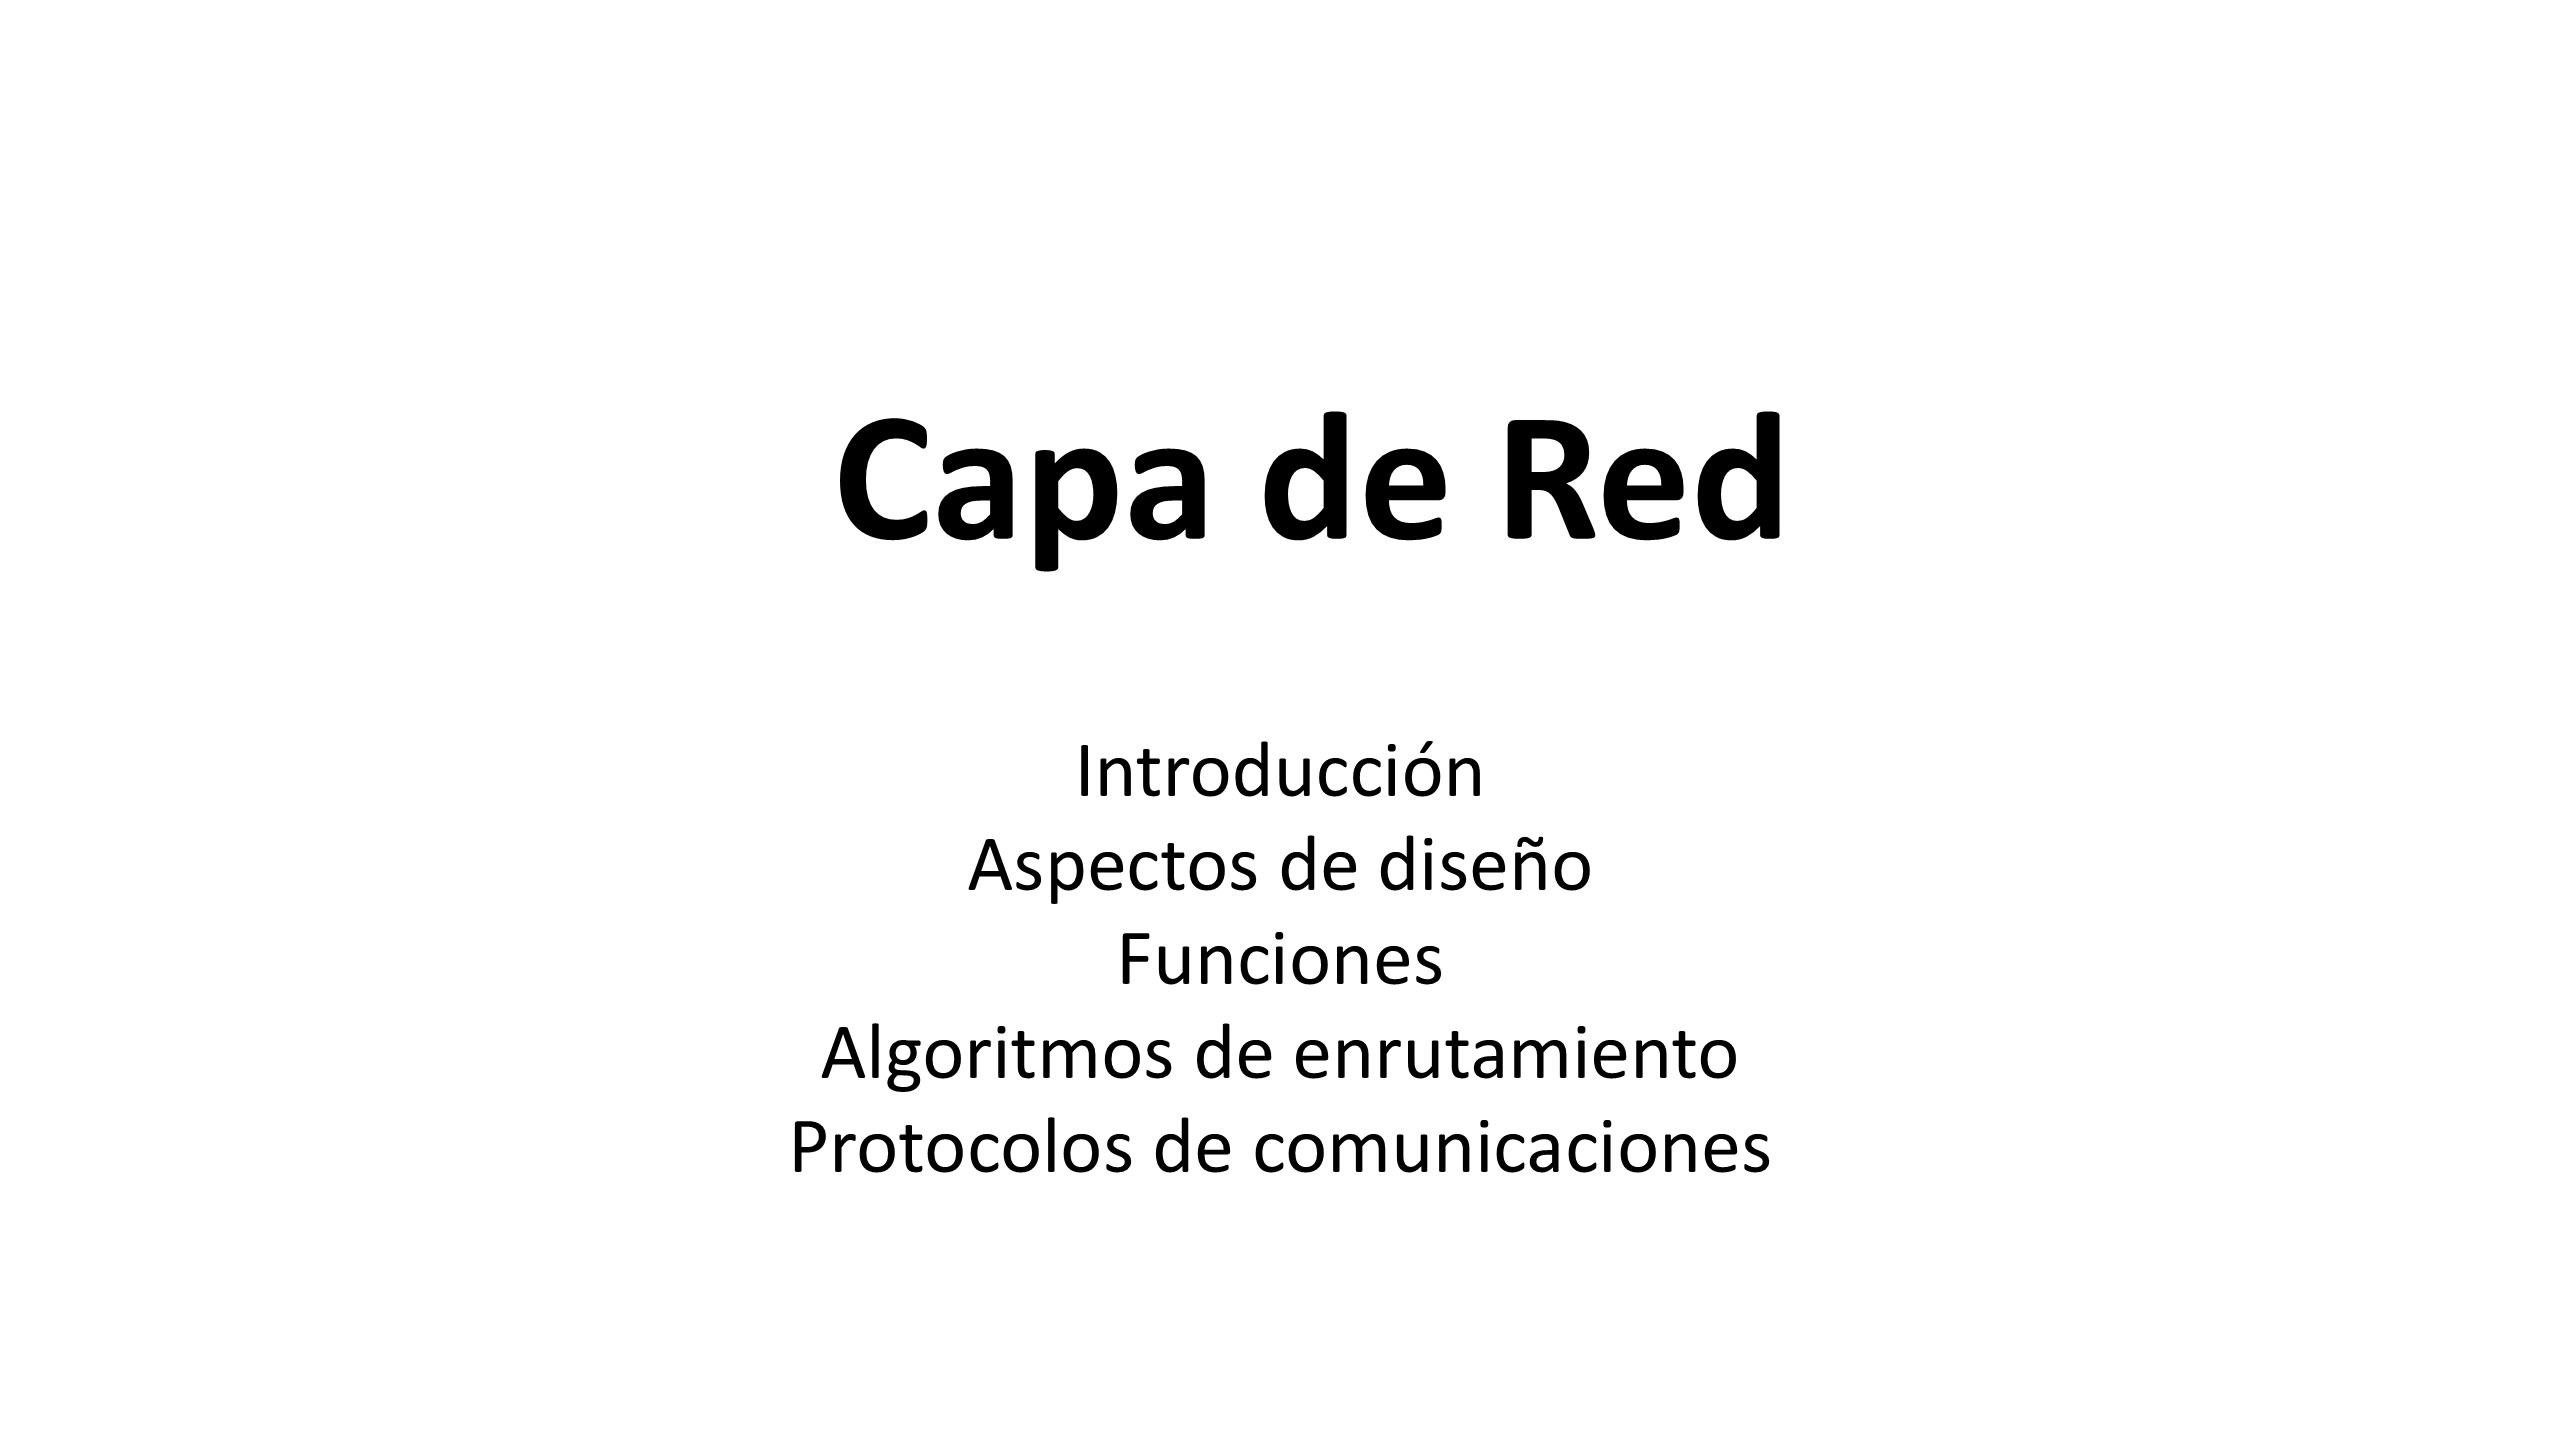 Capa de Red
Introducción
Aspectos de diseño
Funciones
Algoritmos de enrutamiento
Protocolos de comunicaciones